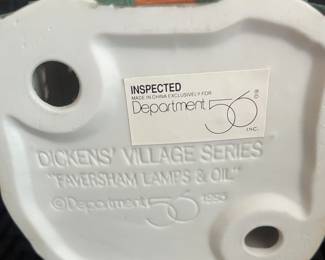 INSPECTED
MADE IN CHINA EXCLUSIVELY FOR
Department 56
INC.
DICKENS' VILLAGE SERIES
"FAVERSHAM LAMPS & OIL"
© Department 56 1990